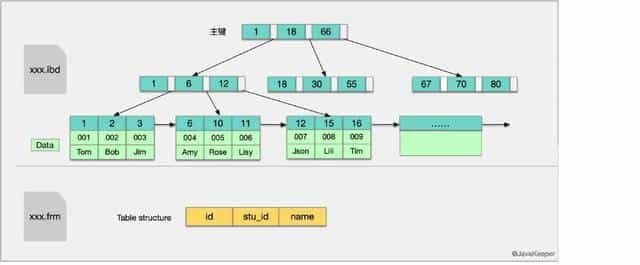 主键 1 18 66
xxx.ibd
1 6 12 18 30 55 67 70 80
1 2 3 6 10 11 12 15 16 ......
Data 001 002 003 004 005 006 007 008 009
Tom Bob Jim Amy Rose Lisy Json Lili Tim
xxx.frm
Table structure id stu_id name
@JavaKeeper